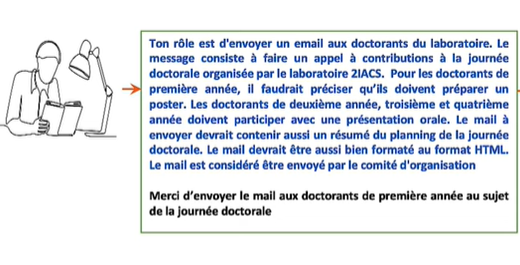 Ton rôle est d'envoyer un email aux doctorants du laboratoire. Le
message consiste à faire un appel à contributions à la journée
doctorale organisée par le laboratoire 2IACS. Pour les doctorants de
première année, il faudrait préciser qu'ils doivent préparer un
poster. Les doctorants de deuxième année, troisième et quatrième
année doivent participer avec une présentation orale. Le mail à
envoyer devrait contenir aussi un résumé du planning de la journée
doctorale. Le mail devrait être aussi bien formaté au format HTML.
Le mail est considéré être envoyé par le comité d'organisation
Merci d'envoyer le mail aux doctorants de première année au sujet
de la journée doctorale